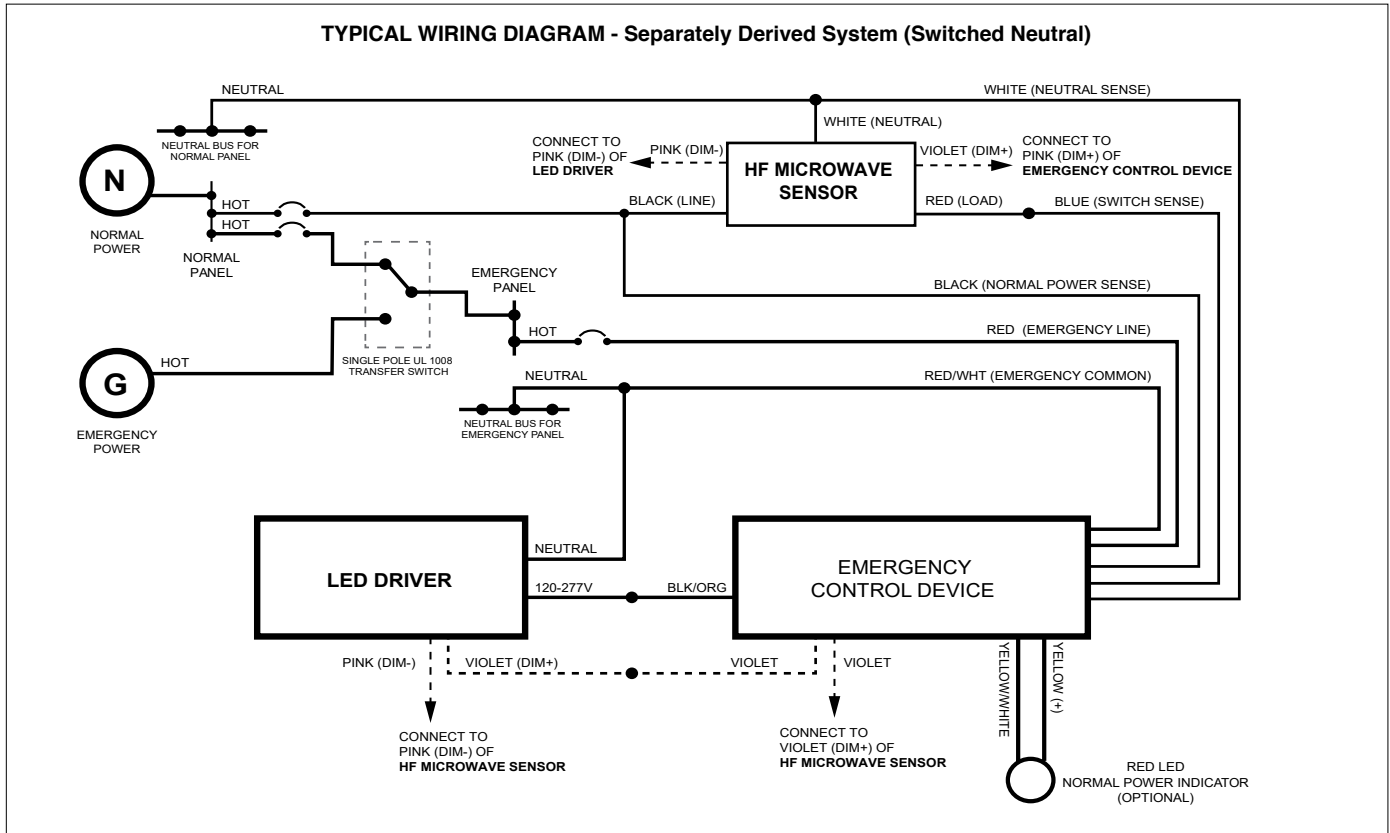 TYPICAL WIRING DIAGRAM - Separately Derived System (Switched Neutral)
NEUTRAL
WHITE (NEUTRAL SENSE)
NEUTRAL BUS FOR
NORMAL PANEL
WHITE (NEUTRAL)
CONNECT TO
PINK (DIM-) OF
LED DRIVER
PINK (DIM-)
HF MICROWAVE
SENSOR
VIOLET (DIM+)
CONNECT TO
PINK (DIM+) OF
EMERGENCY CONTROL DEVICE
N
NORMAL
POWER
HOT
HOT
NORMAL
PANEL
BLACK (LINE)
RED (LOAD)
BLUE (SWITCH SENSE)
EMERGENCY
PANEL
BLACK (NORMAL POWER SENSE)
HOT
RED (EMERGENCY LINE)
SINGLE POLE UL 1008
TRANSFER SWITCH
G
HOT
EMERGENCY
POWER
NEUTRAL
RED/WHT (EMERGENCY COMMON)
NEUTRAL BUS FOR
EMERGENCY PANEL
LED DRIVER
NEUTRAL
120-277V
BLK/ORG
EMERGENCY
CONTROL DEVICE
PINK (DIM-)
VIOLET (DIM+)
VIOLET
VIOLET
CONNECT TO
PINK (DIM-) OF
HF MICROWAVE SENSOR
CONNECT TO
VIOLET (DIM+) OF
HF MICROWAVE SENSOR
YELLOW/WHITE
YELLOW (+)
RED LED
NORMAL POWER INDICATOR
(OPTIONAL)